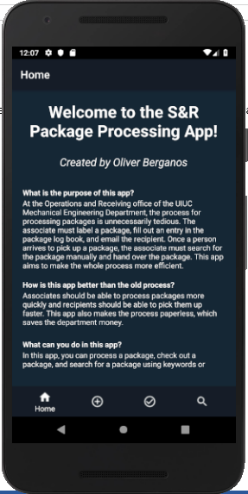 12:07
Home
Welcome to the S&R
Package Processing App!
Created by Oliver Berganos
What is the purpose of this app?
At the Operations and Receiving office of the UIUC
Mechanical Engineering Department, the process for
processing packages is unnecessarily tedious. The
associate must label a package, fill out an entry in the
package log book, and email the recipient. Once a person
arrives to pick up a package, the associate must search for
the package manually and hand over the package. This app
aims to make the whole process more efficient.
How is this app better than the old process?
Associates should be able to process packages more
quickly and recipients should be able to pick them up
faster. This app also makes the process paperless, which
saves the department money.
What can you do in this app?
In this app, you can process a package, check out a
package, and search for a package using keywords or
Home